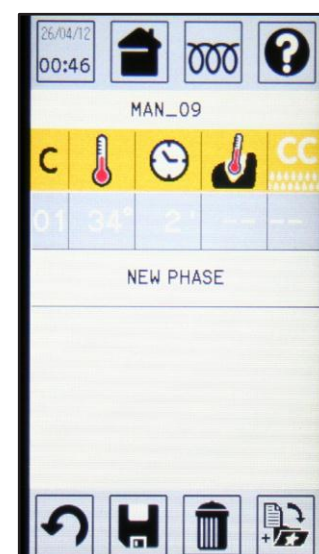 26/04/12
00:46
?
MAN_09
C CC
01 34° 2' -- --
NEW PHASE